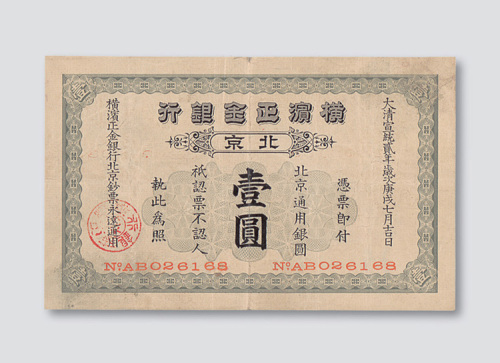 橫濱正金銀行
北京
大清宣統貳年歲次庚戌七月吉日
憑票即付
北京通用銀圓
壹圓
祇認票不認人
執此為照
橫濱正金銀行北京鈔票永遠通用
NºAB026168
NºAB026168